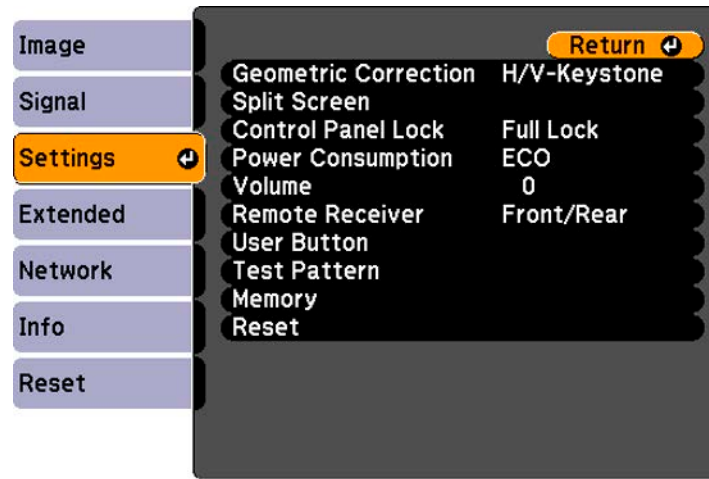 Image
Signal
Settings
Extended
Network
Info
Reset
Return
Geometric Correction H/V-Keystone
Split Screen
Control Panel Lock Full Lock
Power Consumption ECO
Volume 0
Remote Receiver Front/Rear
User Button
Test Pattern
Memory
Reset